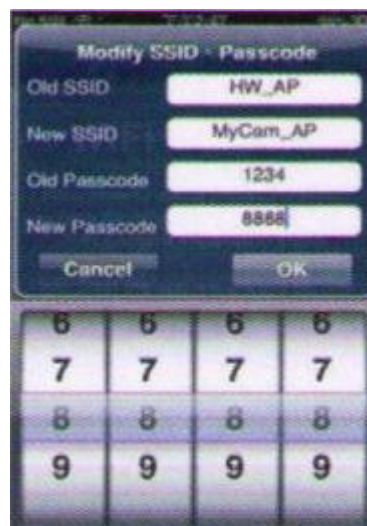 Modify SSID - Passcode
Old SSID HW_AP
New SSID MyCam_AP
Old Passcode 1234
New Passcode 8888
Cancel OK
6 6 6 6
7 7 7 7
8 8 8 8
9 9 9 9